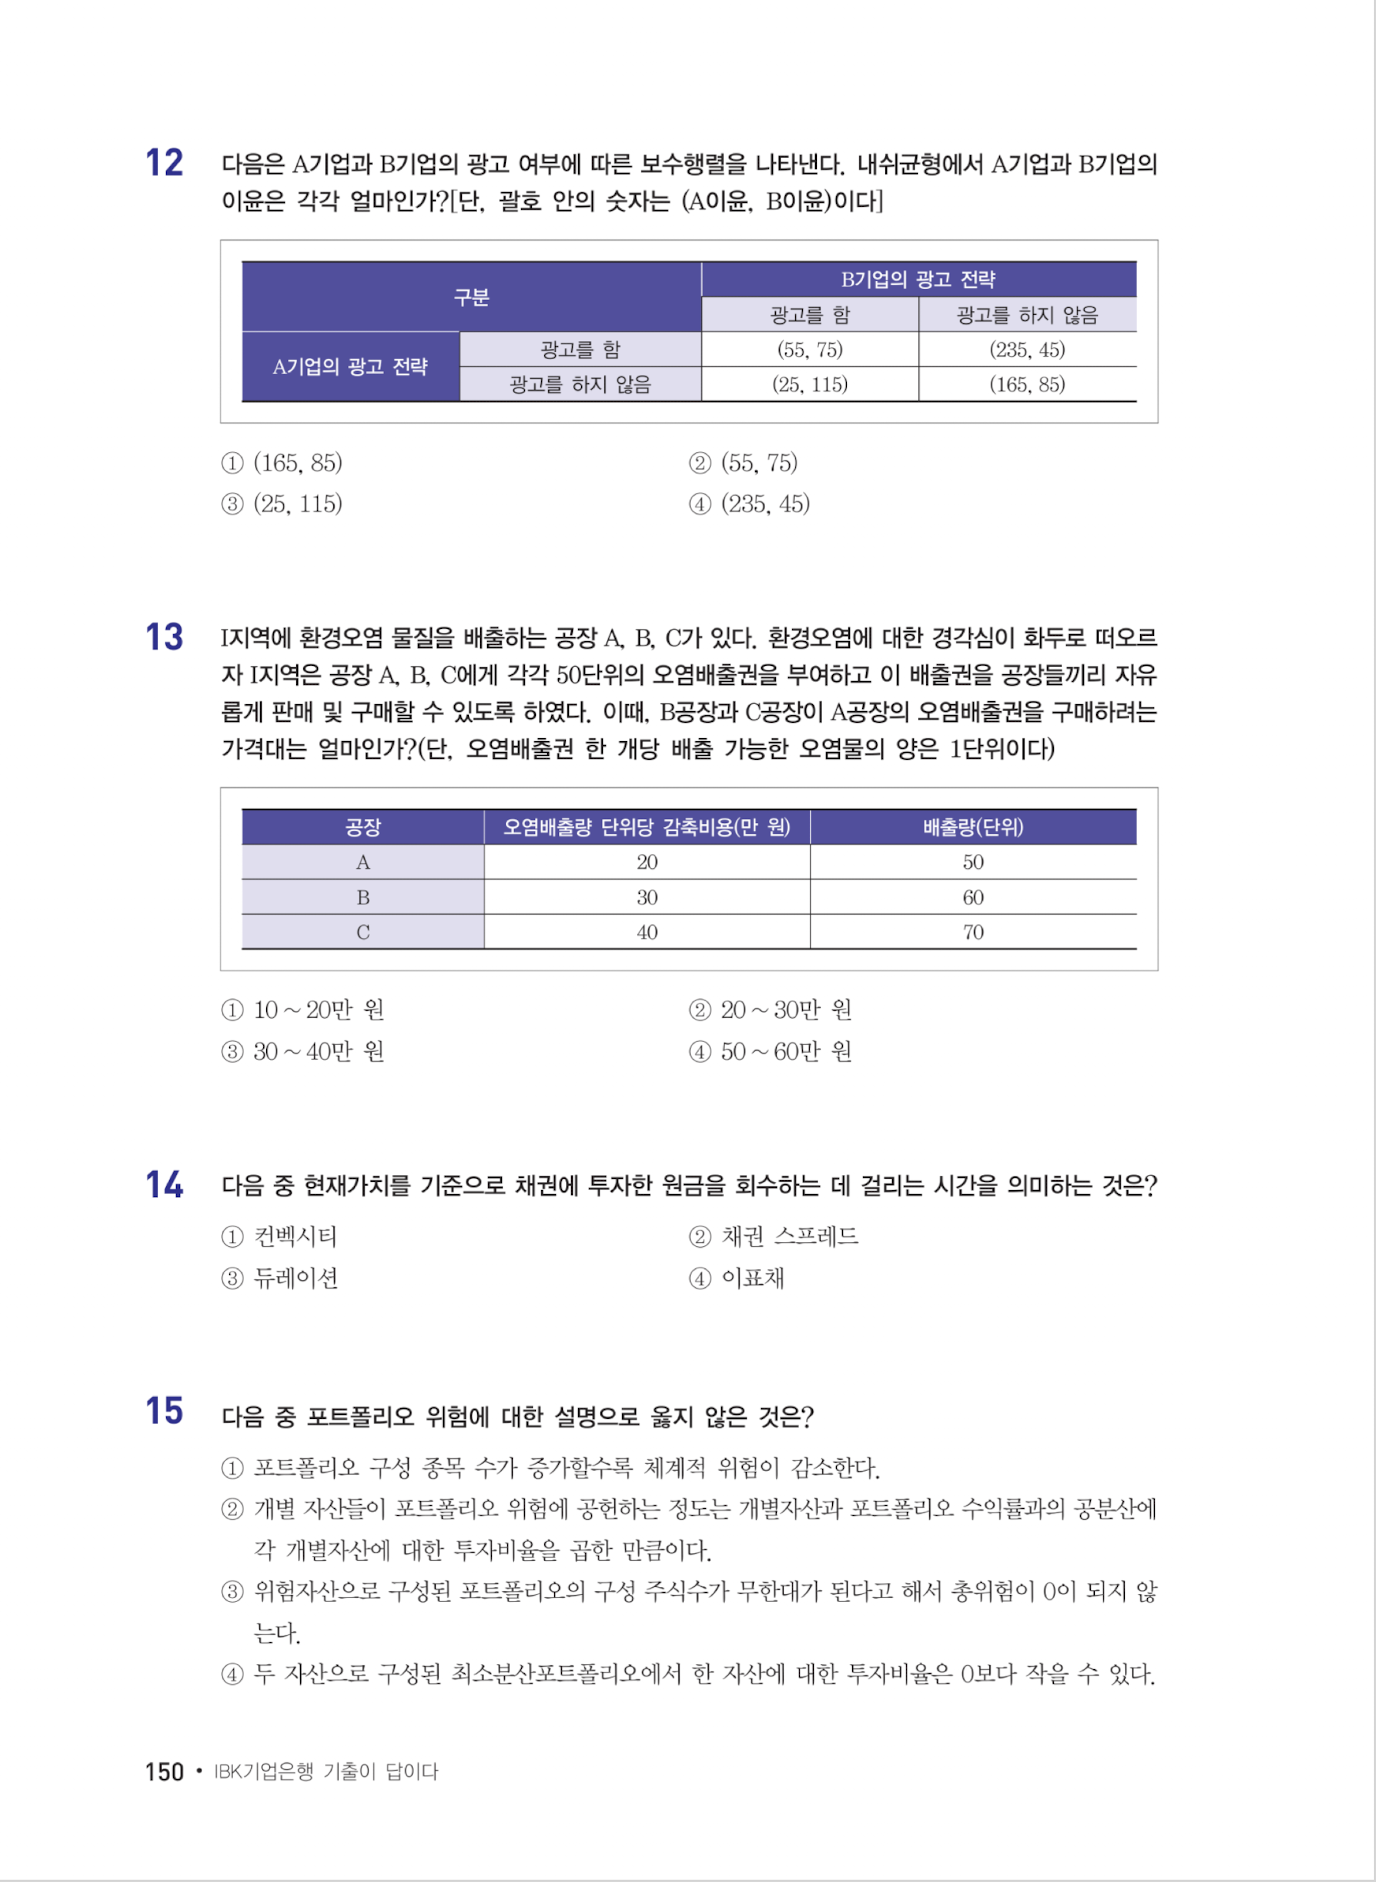 12 다음은 A기업과 B기업의 광고 여부에 따른 보수행렬을 나타낸다. 내쉬균형에서 A기업과 B기업의
이윤은 각각 얼마인가?[단, 괄호 안의 숫자는 (A이윤, B이윤)이다]
구분 B기업의 광고 전략
광고를 함 광고를 하지 않음
A기업의 광고 전략 광고를 함 (55, 75) (235, 45)
광고를 하지 않음 (25, 115) (165, 85)
① (165, 85) ② (55, 75)
③ (25, 115) ④ (235, 45)
13 I지역에 환경오염 물질을 배출하는 공장 A, B, C가 있다. 환경오염에 대한 경각심이 화두로 떠오르
자 I지역은 공장 A, B, C에게 각각 50단위의 오염배출권을 부여하고 이 배출권을 공장들끼리 자유
롭게 판매 및 구매할 수 있도록 하였다. 이때, B공장과 C공장이 A공장의 오염배출권을 구매하려는
가격대는 얼마인가?(단, 오염배출권 한 개당 배출 가능한 오염물의 양은 1단위이다)
공장 오염배출량 단위당 감축비용(만 원) 배출량(단위)
A 20 50
B 30 60
C 40 70
① 10～20만 원 ② 20～30만 원
③ 30～40만 원 ④ 50～60만 원
14 다음 중 현재가치를 기준으로 채권에 투자한 원금을 회수하는 데 걸리는 시간을 의미하는 것은?
① 컨벡시티 ② 채권 스프레드
③ 듀레이션 ④ 이표채
15 다음 중 포트폴리오 위험에 대한 설명으로 옳지 않은 것은?
① 포트폴리오 구성 종목 수가 증가할수록 체계적 위험이 감소한다.
② 개별 자산들이 포트폴리오 위험에 공헌하는 정도는 개별자산과 포트폴리오 수익률과의 공분산에
각 개별자산에 대한 투자비율을 곱한 만큼이다.
③ 위험자산으로 구성된 포트폴리오의 구성 주식수가 무한대가 된다고 해서 총위험이 0이 되지 않
는다.
④ 두 자산으로 구성된 최소분산포트폴리오에서 한 자산에 대한 투자비율은 0보다 작을 수 있다.
150 • IBK기업은행 기출이 답이다